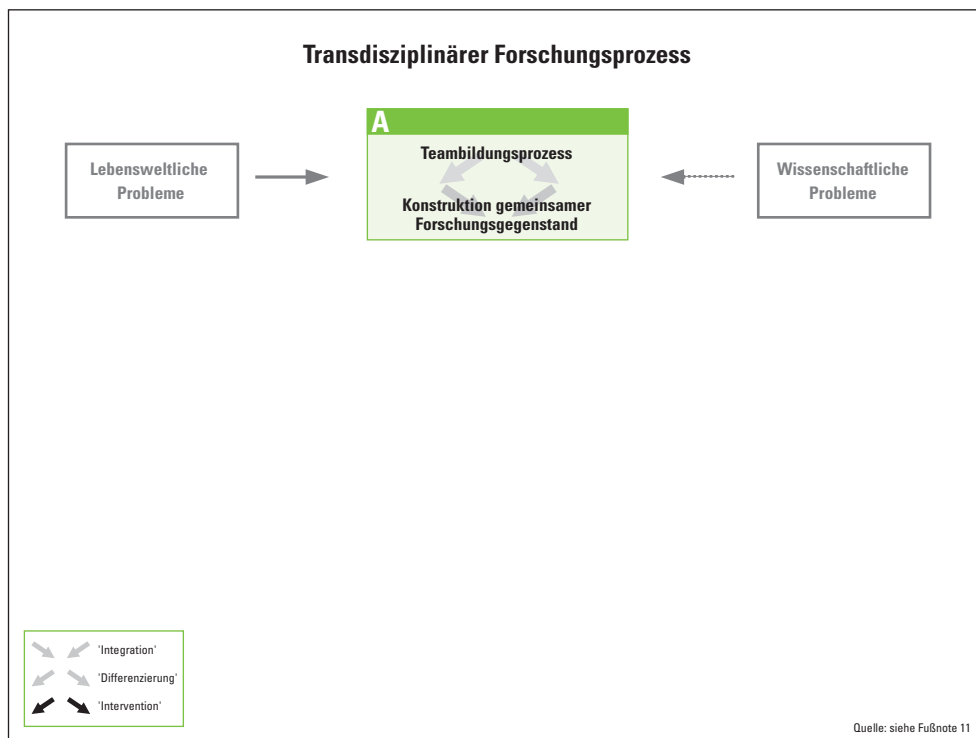 Transdisziplinärer Forschungsprozess
Lebensweltliche
Probleme
A
Teambildungsprozess
Konstruktion gemeinsamer
Forschungsgegenstand
Wissenschaftliche
Probleme
'Integration'
'Differenzierung'
'Intervention'
Quelle: siehe Fußnote 11